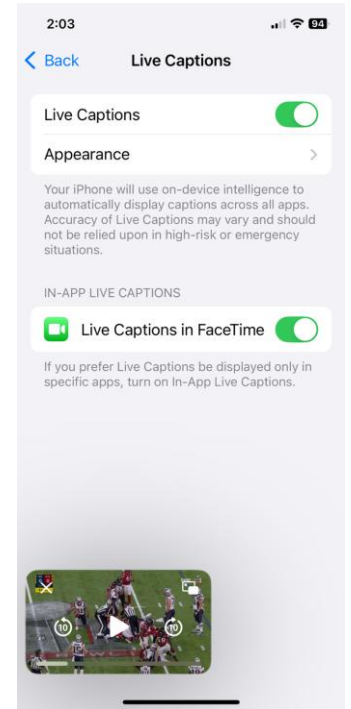 2:03
94
Back
Live Captions
Live Captions
Appearance
Your iPhone will use on-device intelligence to
automatically display captions across all apps.
Accuracy of Live Captions may vary and should
not be relied upon in high-risk or emergency
situations.
IN-APP LIVE CAPTIONS
Live Captions in FaceTime
If you prefer Live Captions be displayed only in
specific apps, turn on In-App Live Captions.
10
10